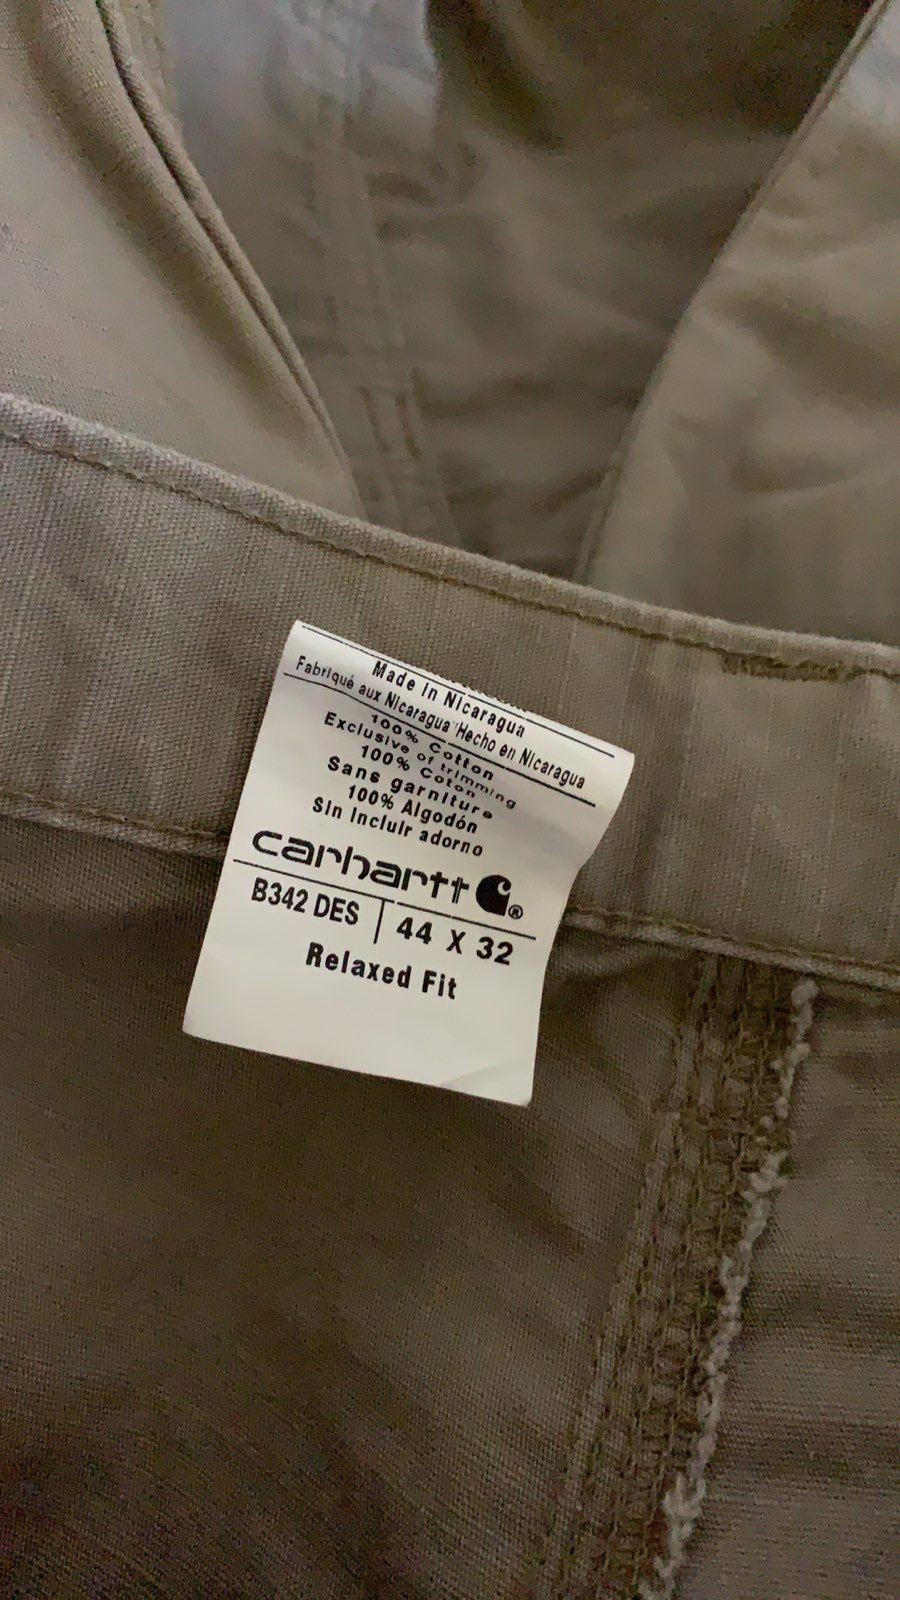 Made in Nicaragua
Fabriqué aux Nicaragua Hecho en Nicaragua
100% Cotton
Exclusive of trimming
100% Coton
Sans garniture
100% Algodón
Sin Incluir adorno
carhartt ®
B342 DES | 44 X 32
Relaxed Fit